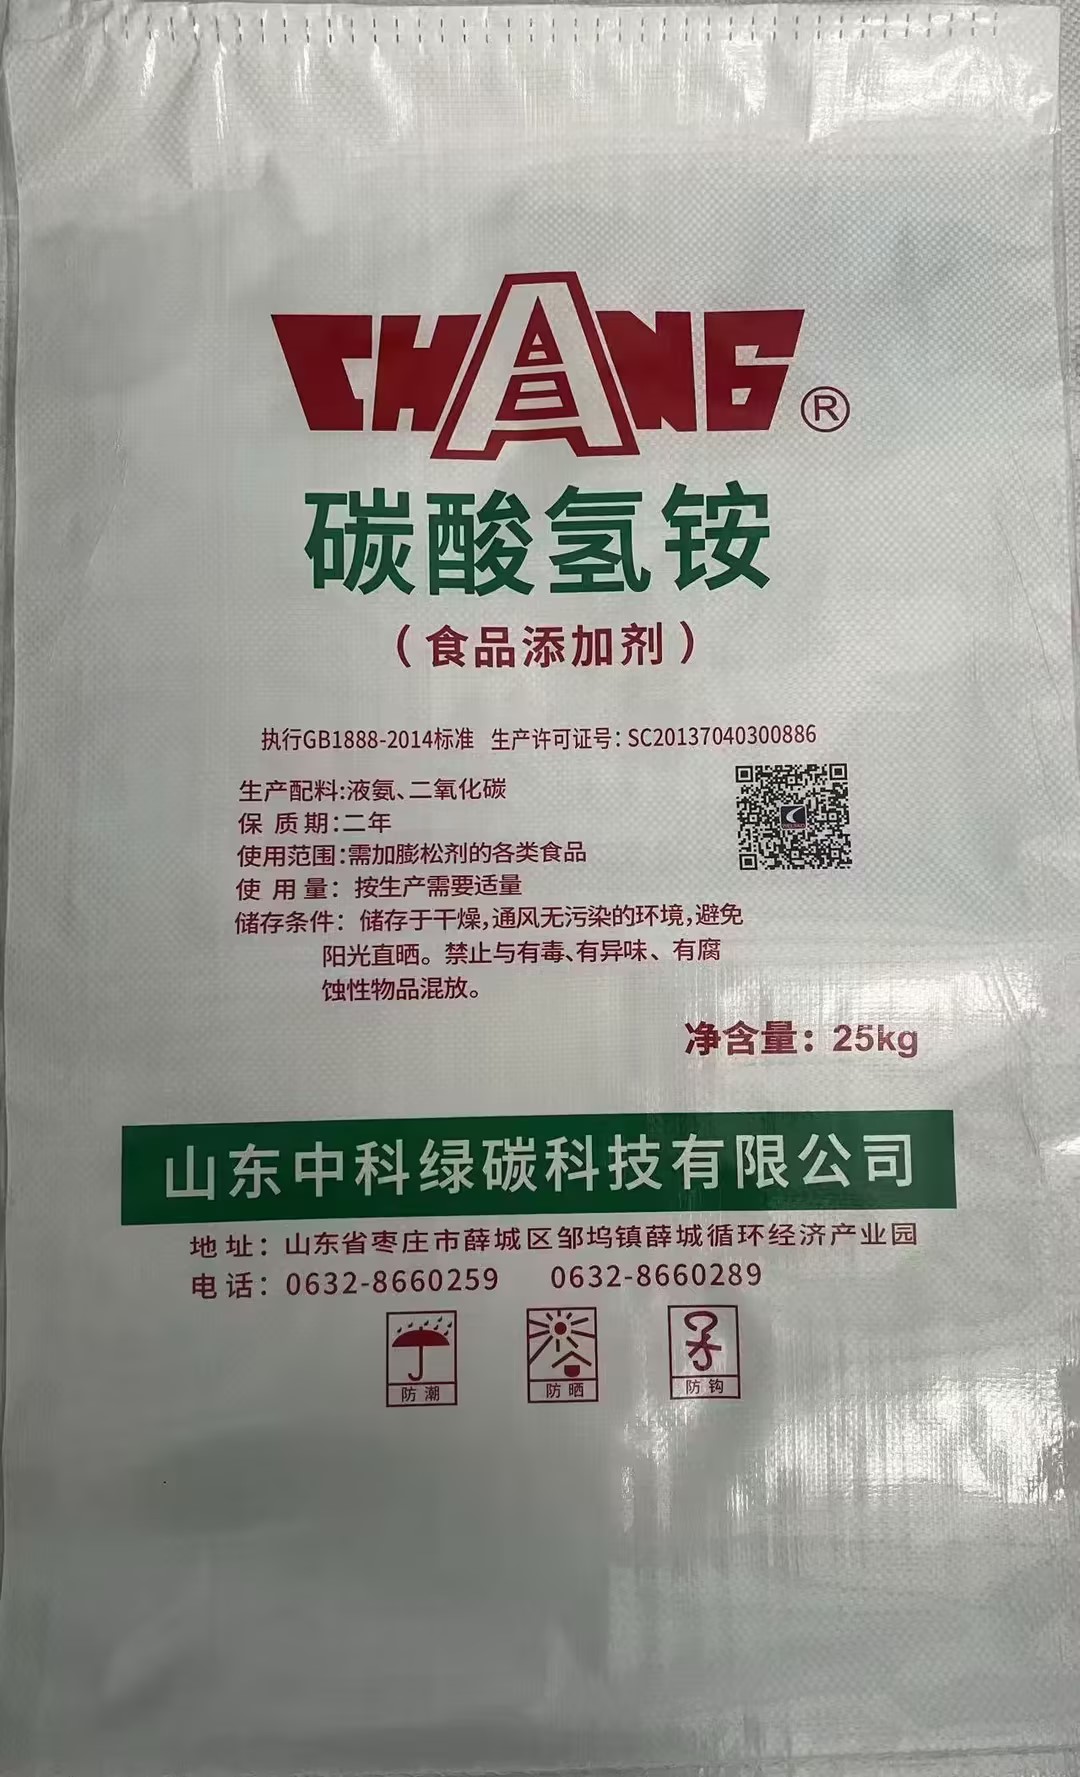 CHANG®
碳酸氢铵
（食品添加剂）
执行GB1888-2014标准 生产许可证号：SC20137040300886
生产配料:液氨、二氧化碳
保 质 期：二年
使用范围:需加膨松剂的各类食品
使 用 量： 按生产需要适量
储存条件： 储存于干燥,通风无污染的环境,避免
阳光直晒。禁止与有毒、有异味、有腐
蚀性物品混放。
净含量：25kg
山东中科绿碳科技有限公司
地 址：山东省枣庄市薛城区邹坞镇薛城循环经济产业园
电 话：0632-8660259 0632-8660289
防 潮 防 晒 防 钩